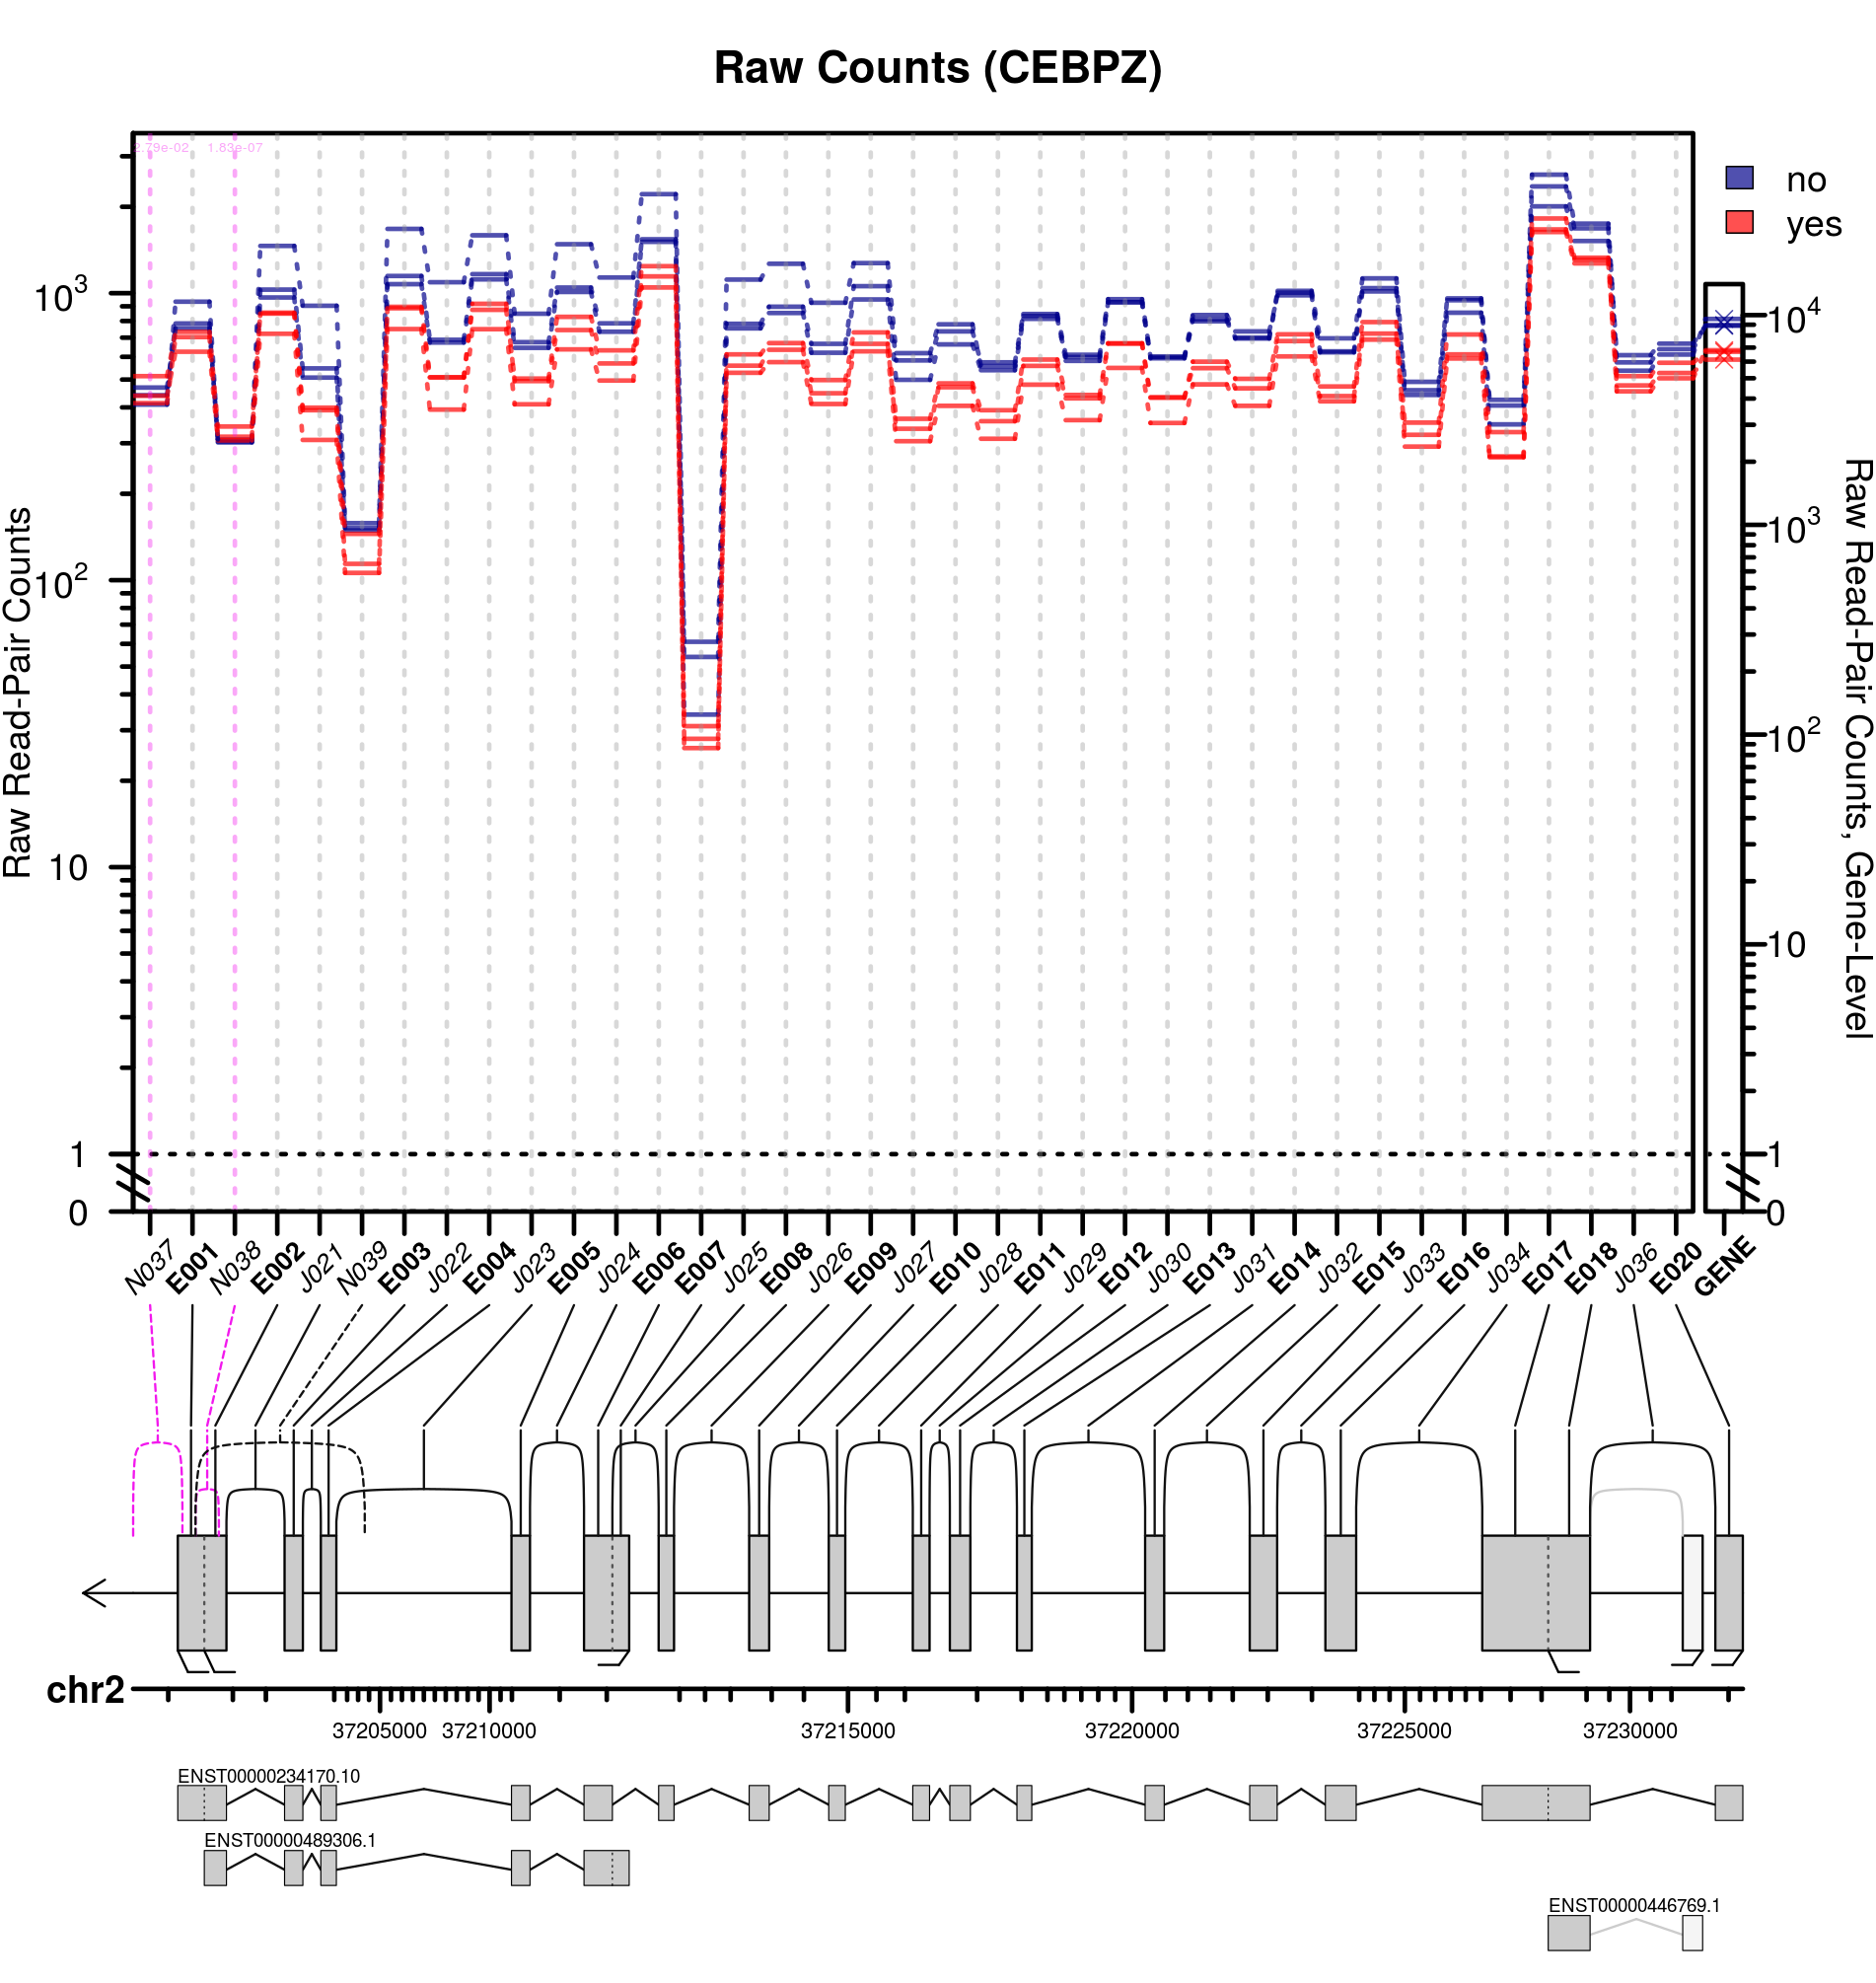 Raw Counts (CEBPZ)
2.79e-02 1.83e-07
no
yes
Raw Read-Pair Counts
10³
10²
10
1
0
10⁴
10³
10²
10
1
0
Raw Read-Pair Counts, Gene-Level
N037 E001 N038 E002 J021 N039 E003 J022 E004 J023 E005 J024 E006 E007 J025 E008 J026 E009 J027 E010 J028 E011 J029 E012 J030 E013 J031 E014 J032 E015 J033 E016 J034 E017 E018 J036 E020 GENE
chr2
37205000 37210000 37215000 37220000 37225000 37230000
ENST00000234170.10
ENST00000489306.1
ENST00000446769.1